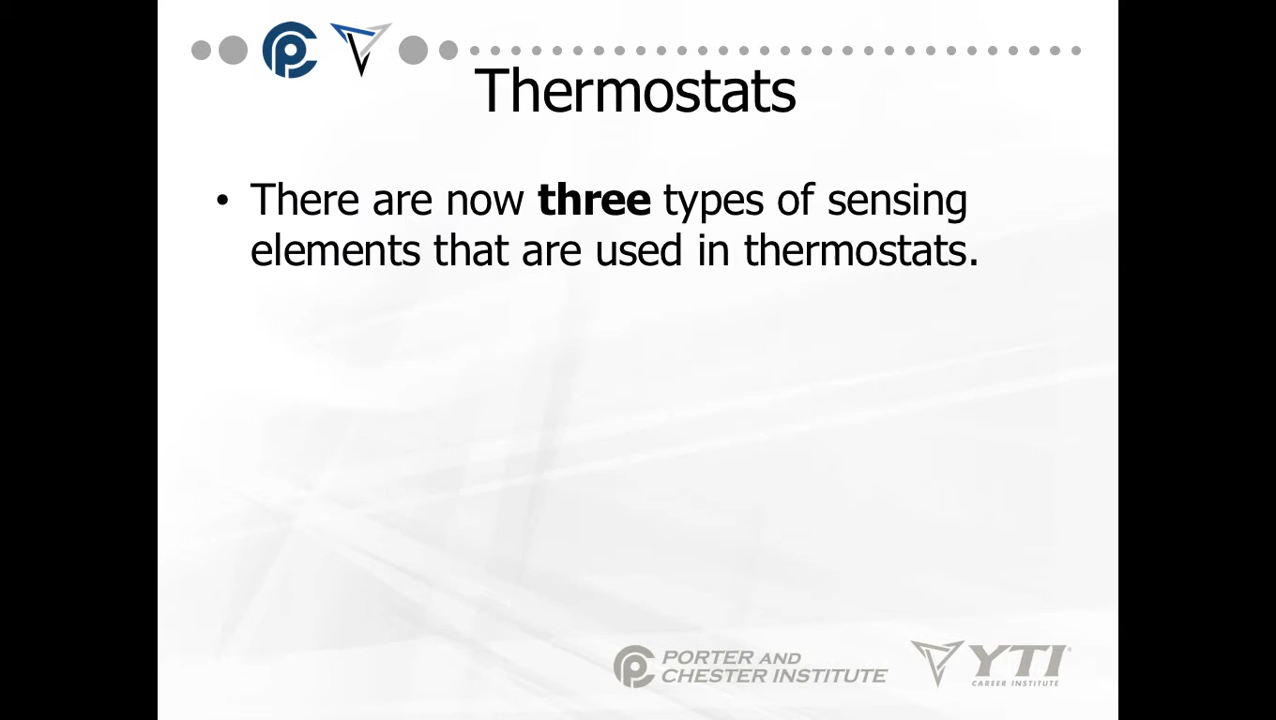 Thermostats
• There are now three types of sensing
elements that are used in thermostats.
PORTER AND
CHESTER INSTITUTE
YTI
CAREER INSTITUTE